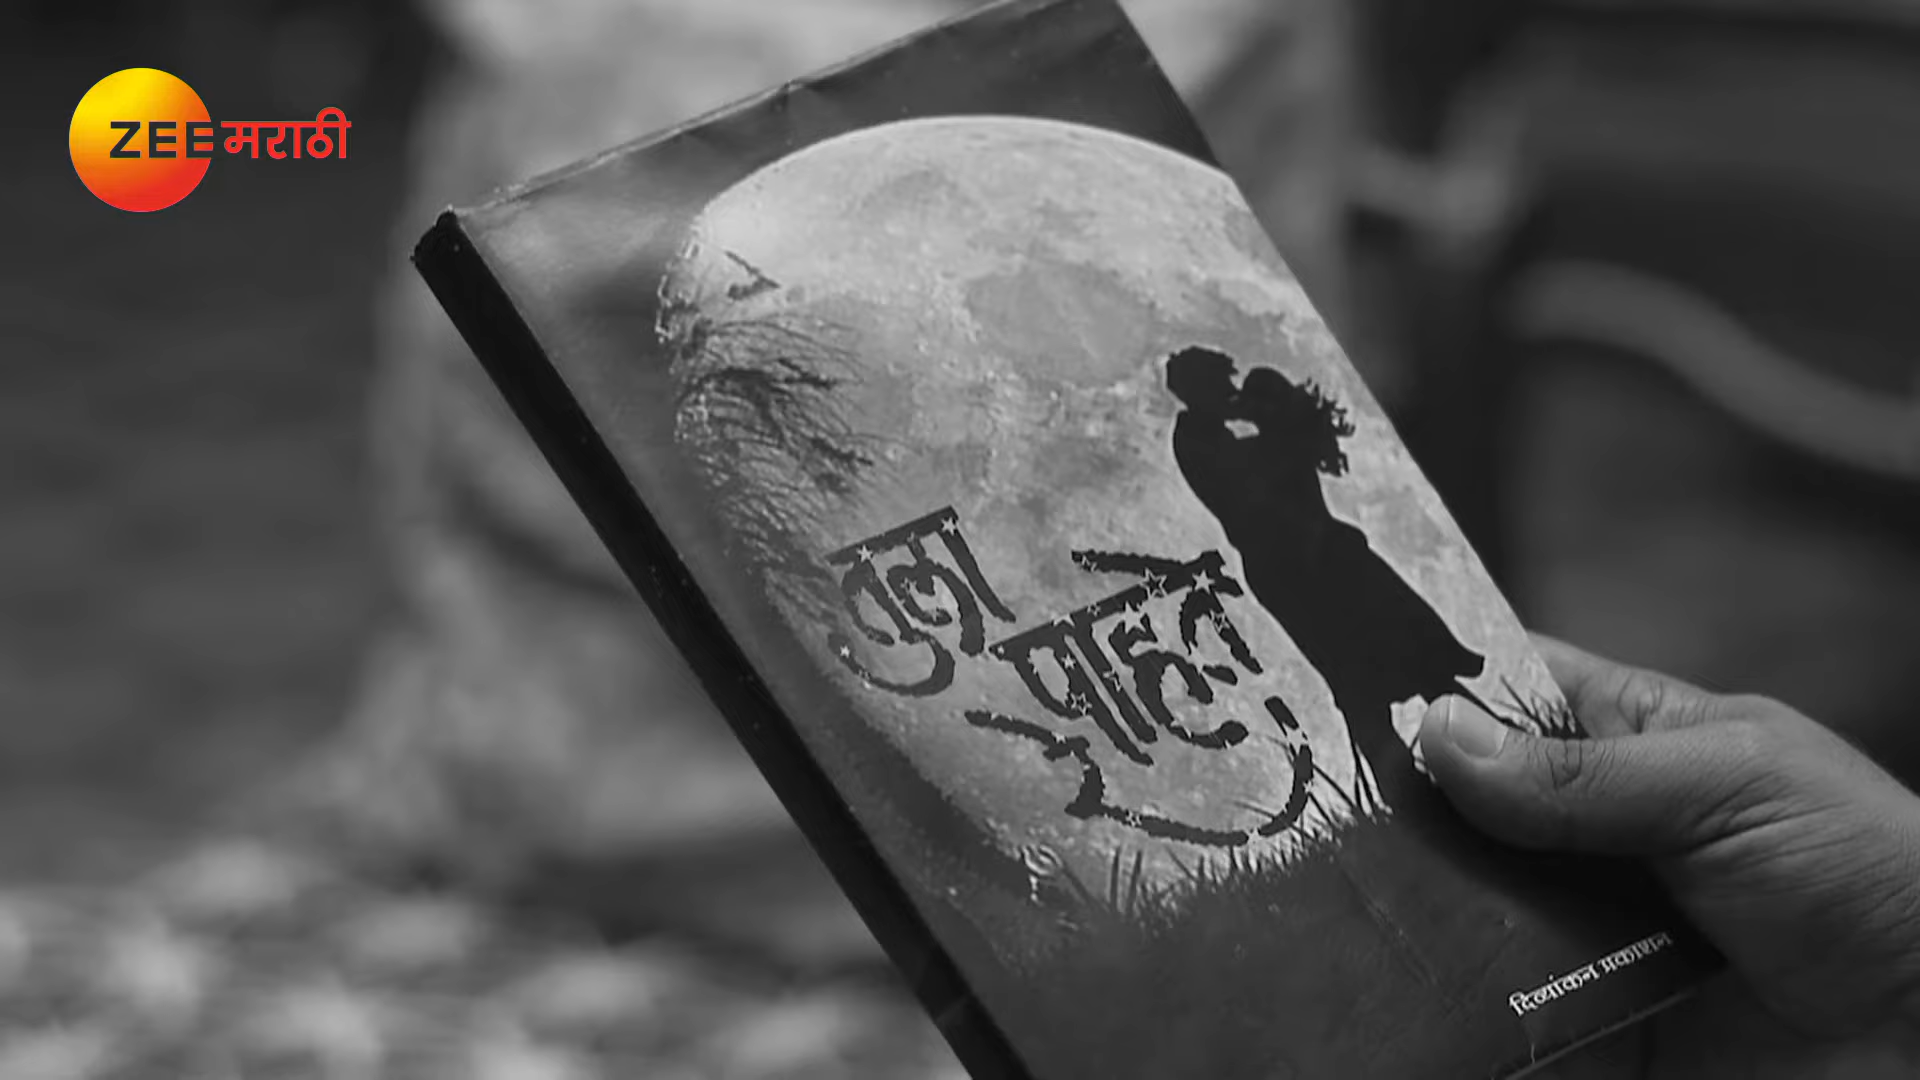 ZEE मराठी
तुला
पाहते
रे
दिव्यांकन प्रकाशन